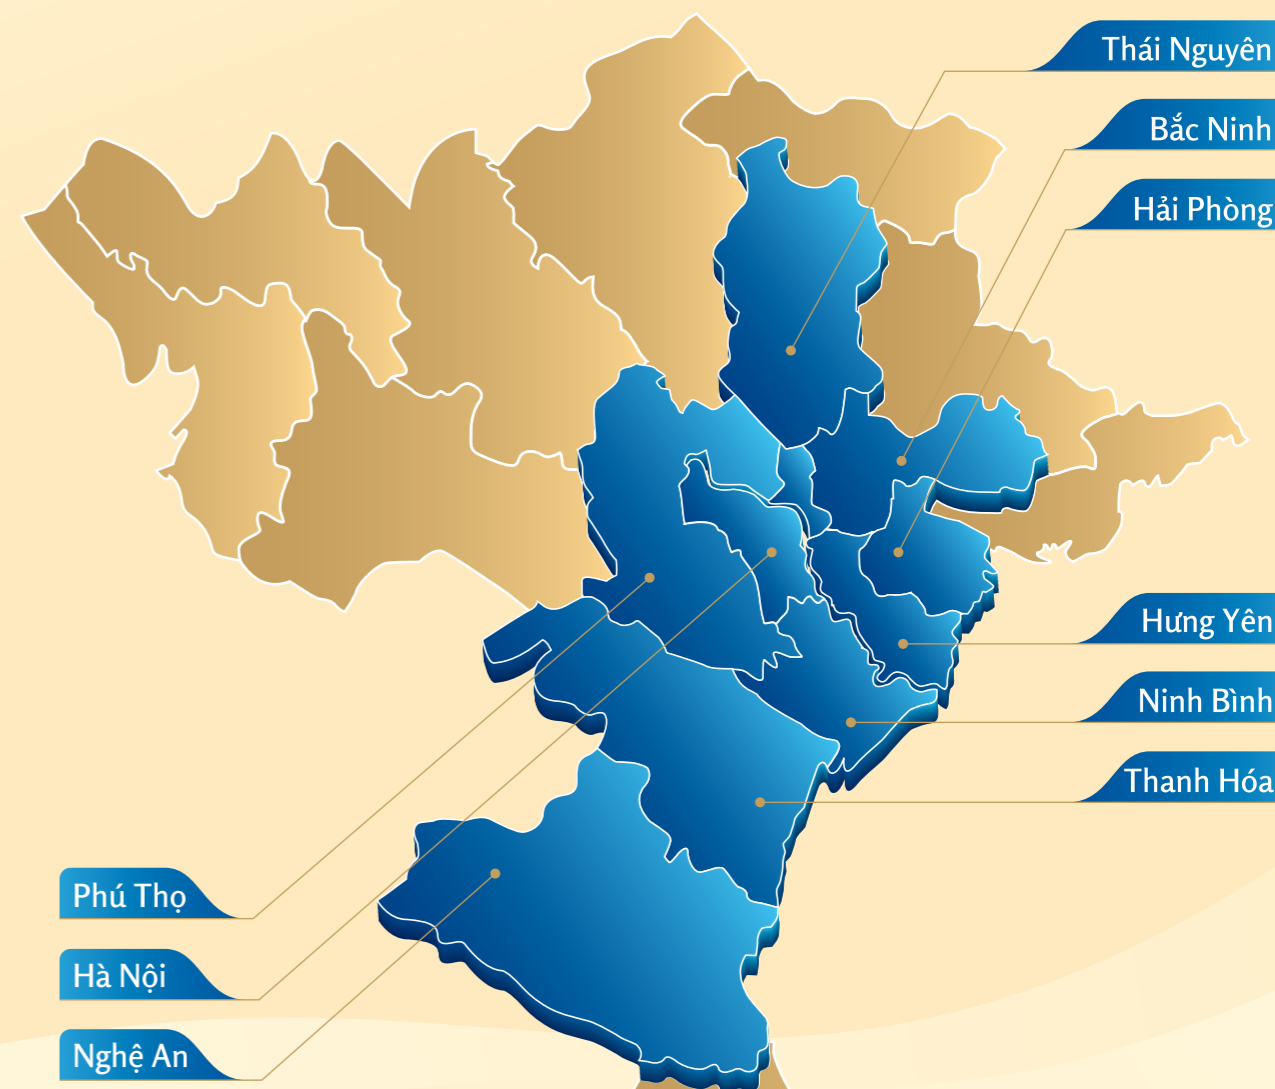 Thái Nguyên
Bắc Ninh
Hải Phòng
Hưng Yên
Ninh Bình
Thanh Hóa
Phú Thọ
Hà Nội
Nghệ An